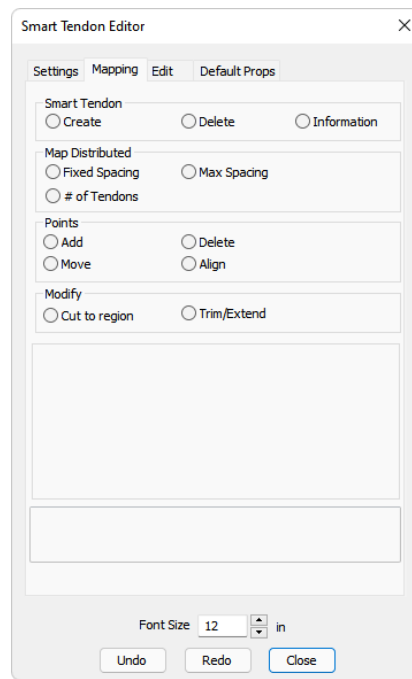 Smart Tendon Editor
Settings Mapping Edit Default Props
Smart Tendon
Create Delete Information
Map Distributed
Fixed Spacing Max Spacing
# of Tendons
Points
Add Delete
Move Align
Modify
Cut to region Trim/Extend
Font Size 12 in
Undo Redo Close